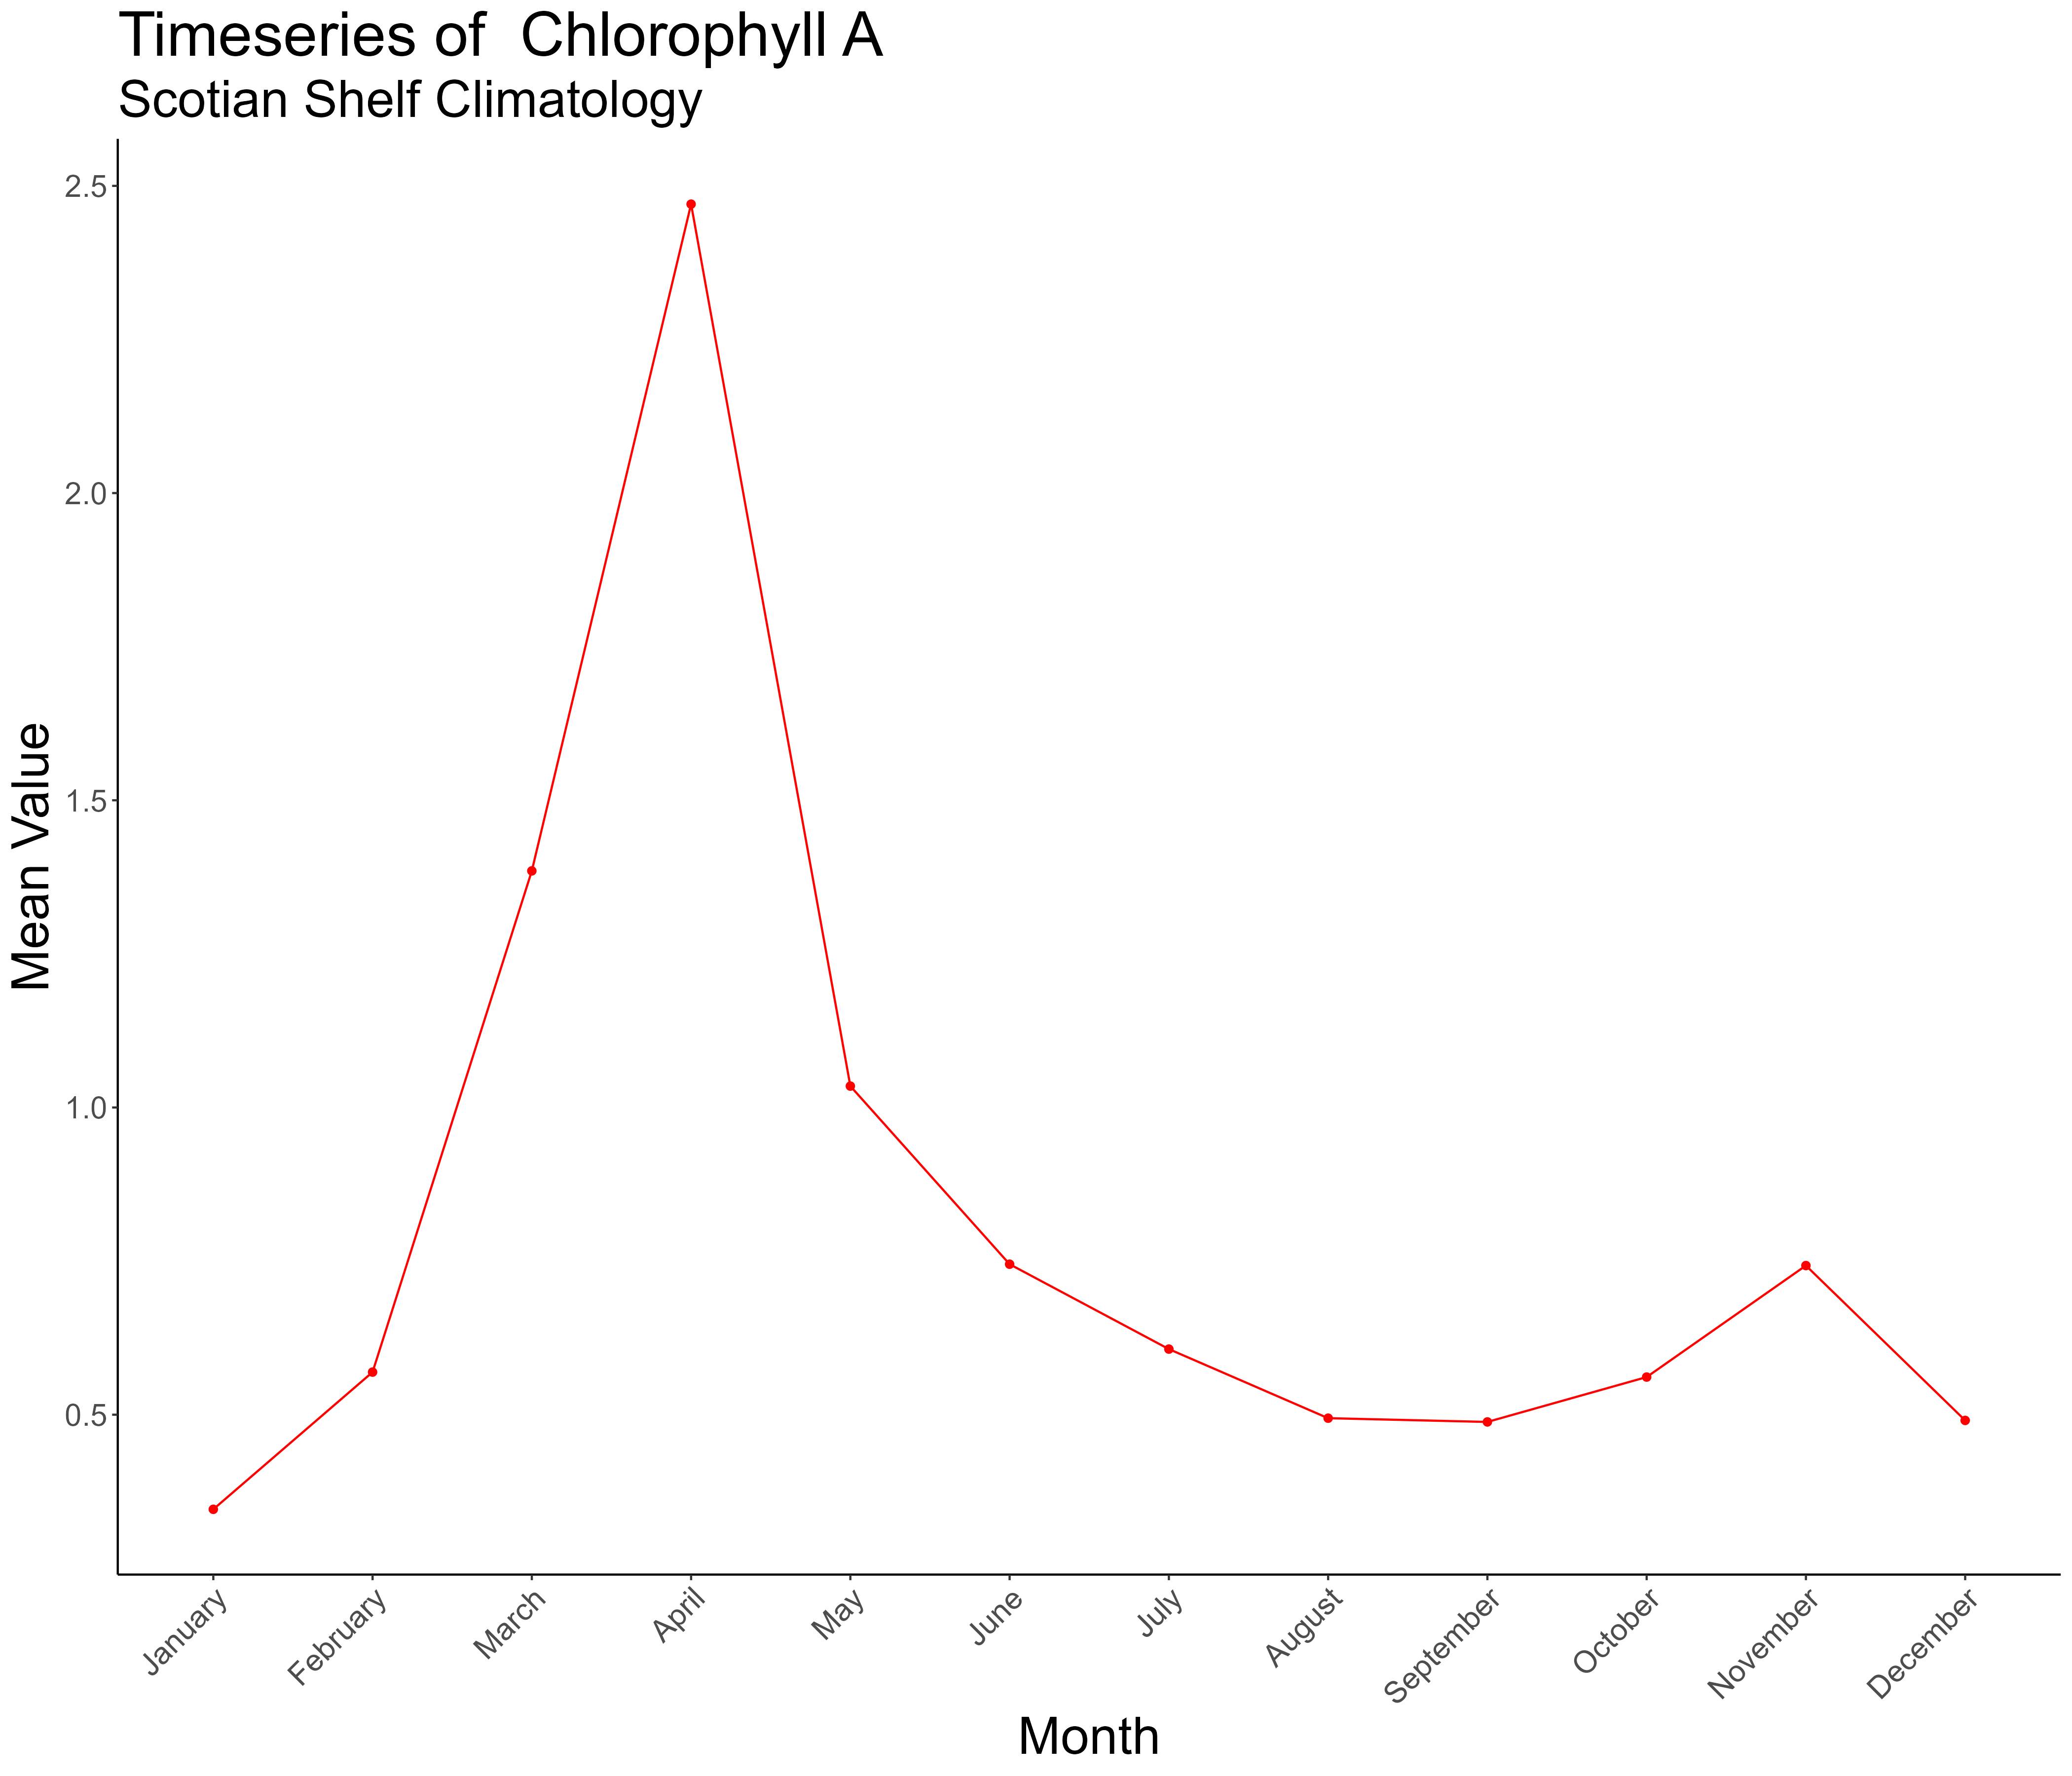 Timeseries of  Chlorophyll A
Scotian Shelf Climatology
Mean Value
2.5
2.0
1.5
1.0
0.5
January
February
March
April
May
June
July
August
September
October
November
December
Month